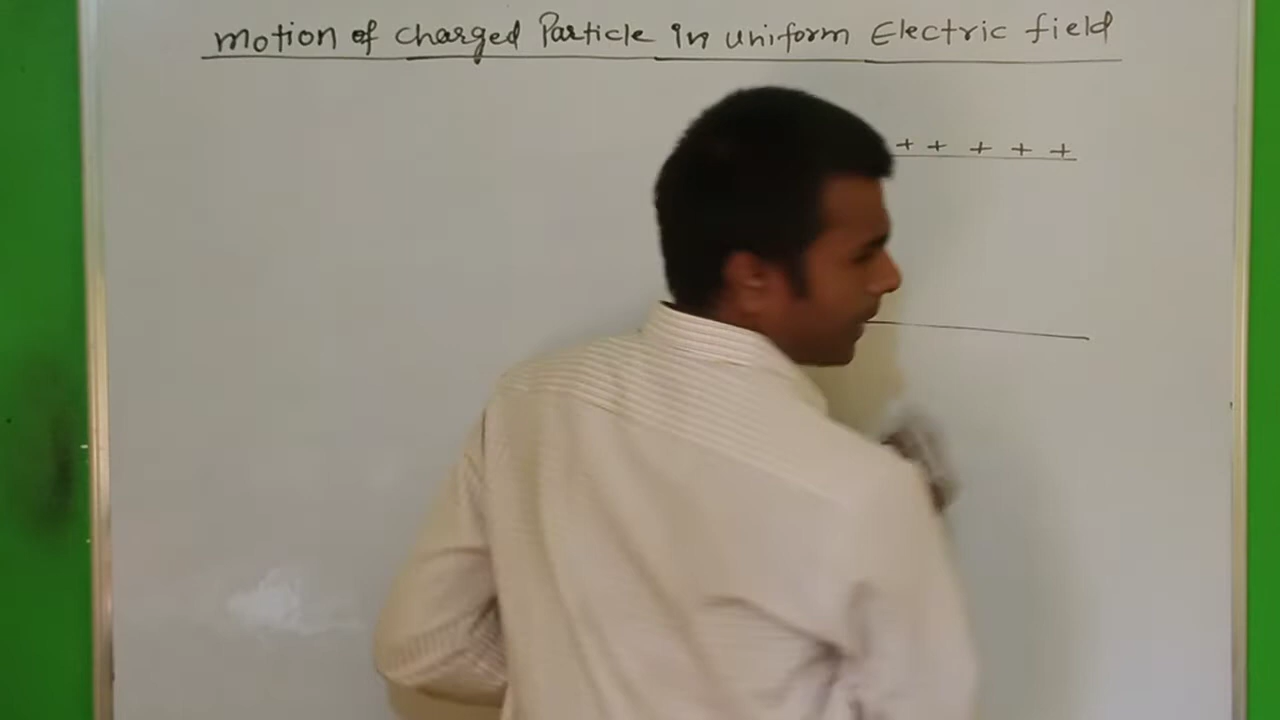 motion of charged Particle in uniform Electric field
+ + + + +